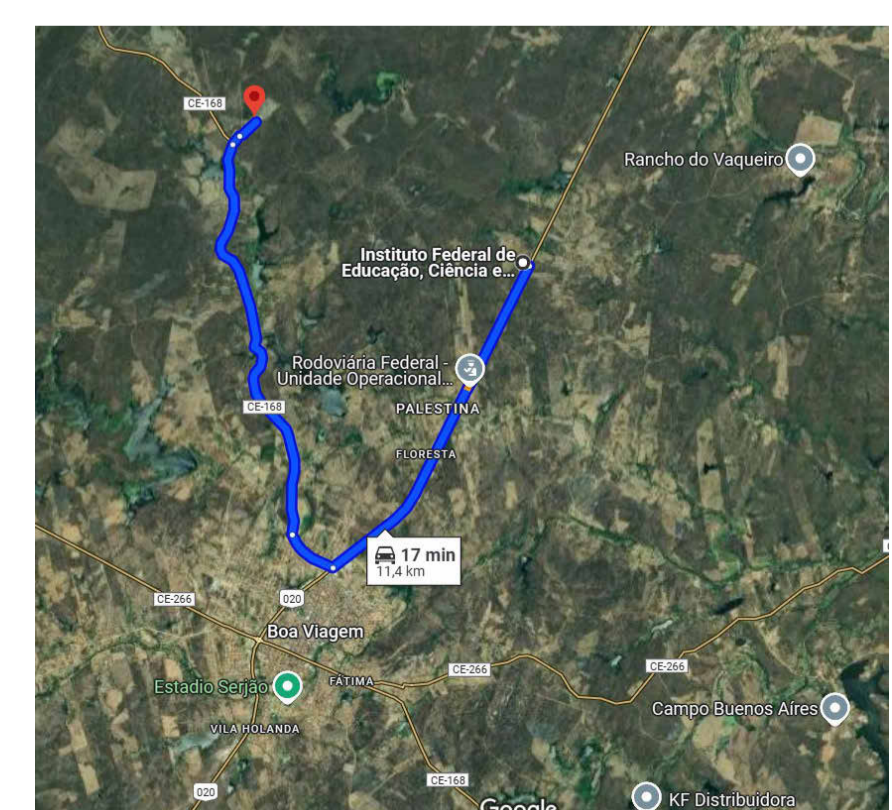 CE-168
Rancho do Vaqueiro
Instituto Federal de
Educação, Ciência e...
Rodoviária Federal -
Unidade Operacional...
CE-168
PALESTINA
FLORESTA
17 min
11,4 km
CE-266
020
Boa Viagem
CE-266
CE-266
FÁTIMA
Estadio Serjão
Campo Buenos Aíres
VILA HOLANDA
CE-168
020
KF Distribuidora
Google